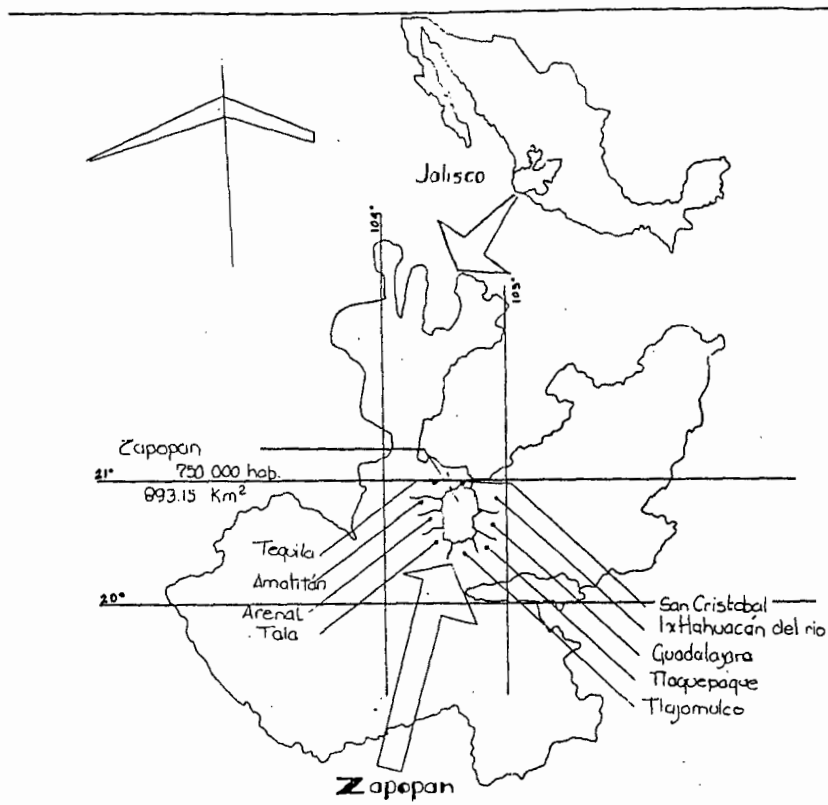 Jalisco
104°
103°
Zapopan
21°
750 000 hab.
893.15 Km²
Tequila
Amatitán
Arenal
Tala
20°
San Cristobal
Ixtlahuacán del rio
Guadalajara
Tlaquepaque
Tlajomulco
Zapopan